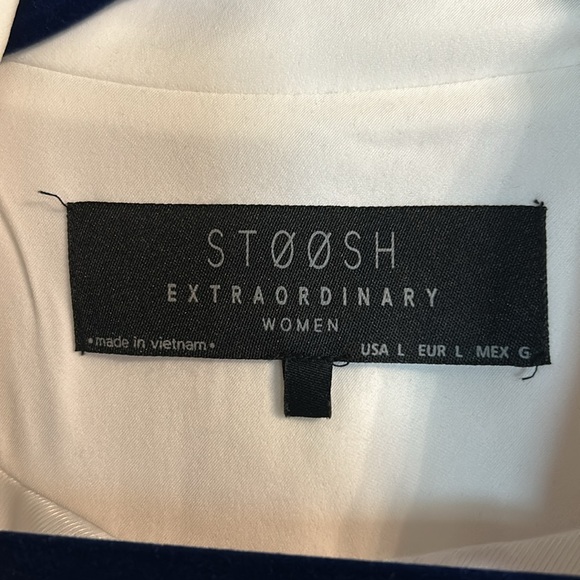 STØØSH
EXTRAORDINARY
WOMEN
•made in vietnam•
USA L EUR L MEX G